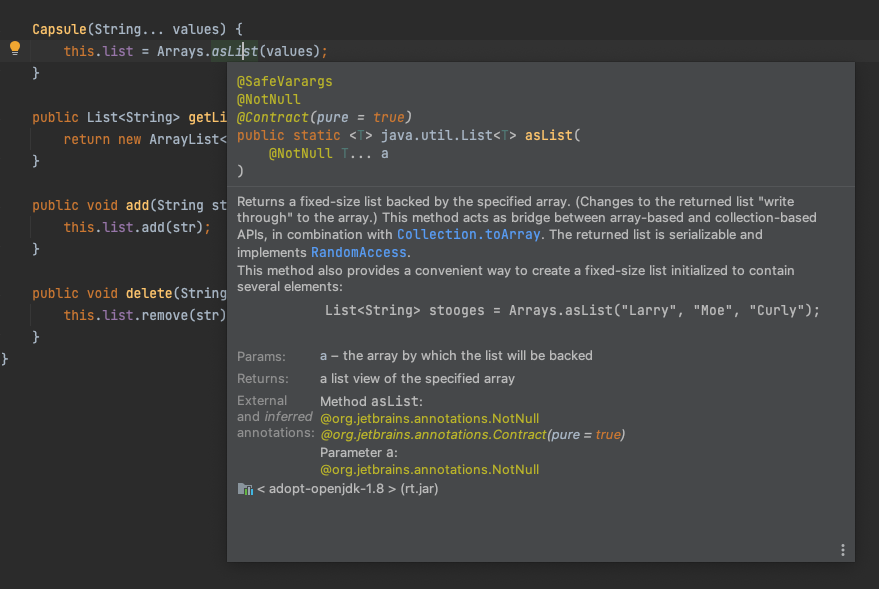 Capsule(String... values) {
this.list = Arrays.asList(values);
}
public List<String> getLi
return new ArrayList<
}
public void add(String st
this.list.add(str);
}
public void delete(String
this.list.remove(str)
}
}
@SafeVarargs
@NotNull
@Contract(pure = true)
public static <T> java.util.List<T> asList(
@NotNull T... a
)
Returns a fixed-size list backed by the specified array. (Changes to the returned list "write
through" to the array.) This method acts as bridge between array-based and collection-based
APIs, in combination with Collection.toArray. The returned list is serializable and
implements RandomAccess.
This method also provides a convenient way to create a fixed-size list initialized to contain
several elements:
List<String> stooges = Arrays.asList("Larry", "Moe", "Curly");
Params: a – the array by which the list will be backed
Returns: a list view of the specified array
External
and inferred
annotations:
Method asList:
@org.jetbrains.annotations.NotNull
@org.jetbrains.annotations.Contract(pure = true)
Parameter a:
@org.jetbrains.annotations.NotNull
< adopt-openjdk-1.8 > (rt.jar)